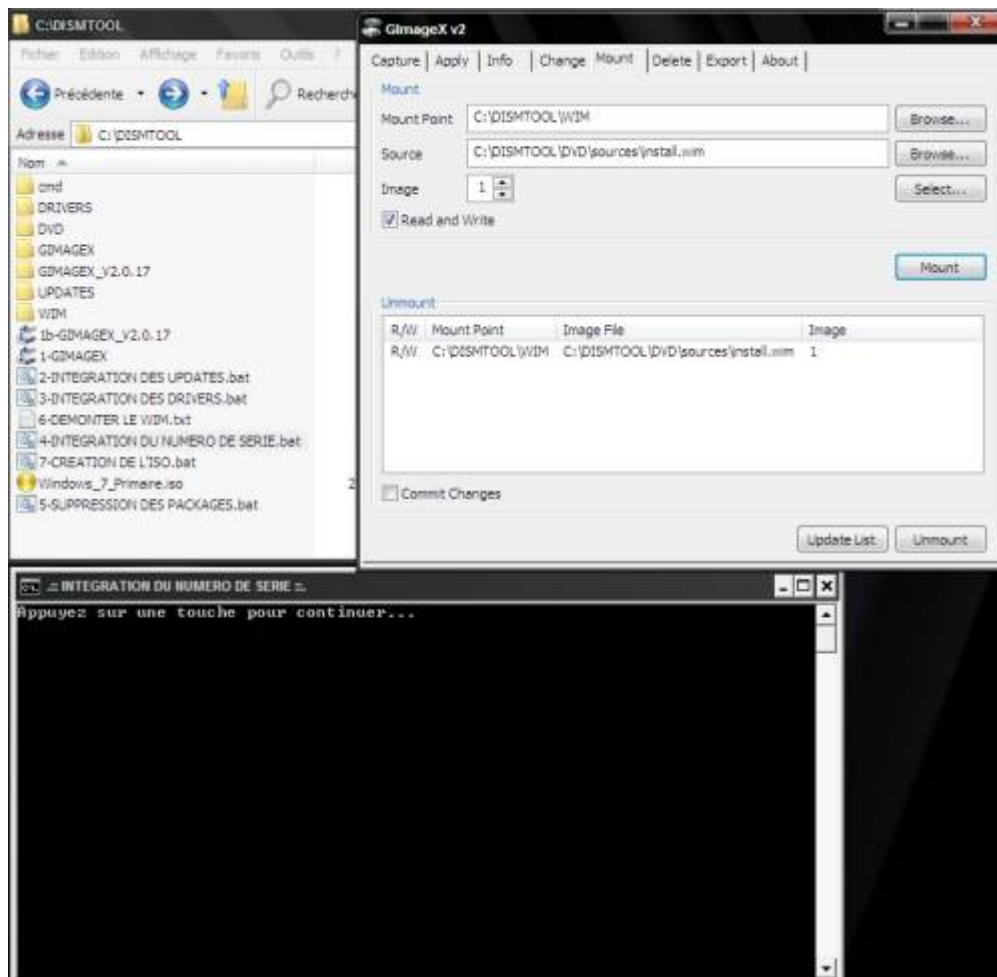 C:\DISMTOOL
Fichier Edition Affichage Favoris Outils ?
Précédente
Adresse C:\DISMTOOL
Nom
cmd
DRIVERS
DVD
GIMAGEX
GIMAGEX_V2.0.17
UPDATES
WIM
1b-GIMAGEX_V2.0.17
1-GIMAGEX
2-INTEGRATION DES UPDATES.bat
3-INTEGRATION DES DRIVERS.bat
6-DEMONTER LE WIM.txt
4-INTEGRATION DU NUMERO DE SERIE.bat
7-CREATION DE L'ISO.bat
Windows_7_Primaire.iso 2
5-SUPPRESSION DES PACKAGES.bat
GImageX v2
Capture Apply Info Change Mount Delete Export About
Mount
Mount Point C:\DISMTOOL\WIM Browse...
Source C:\DISMTOOL\DVD\sources\install.wim Browse...
Image 1 Select...
Read and Write
Mount
Unmount
R/W Mount Point Image File Image
R/W C:\DISMTOOL\WIM C:\DISMTOOL\DVD\sources\install.wim 1
Commit Changes
Update List Unmount
.:: INTEGRATION DU NUMERO DE SERIE ::.
Appuyez sur une touche pour continuer...